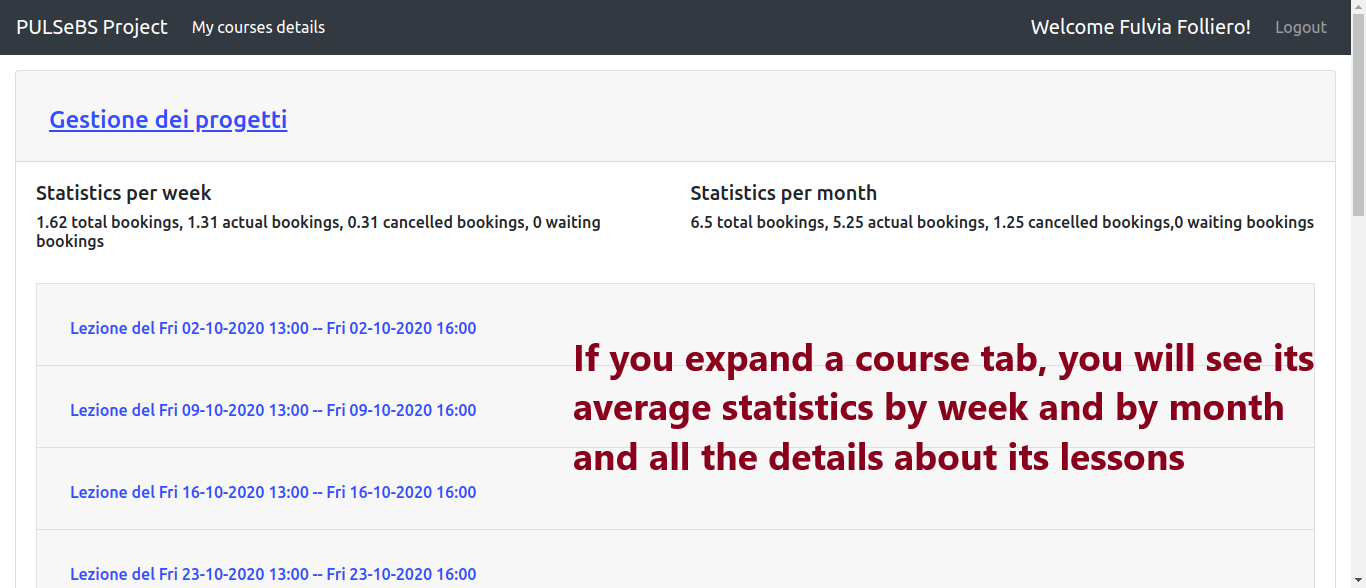 PULSeBS Project My courses details Welcome Fulvia Folliero! Logout
Gestione dei progetti
Statistics per week
1.62 total bookings, 1.31 actual bookings, 0.31 cancelled bookings, 0 waiting
bookings
Statistics per month
6.5 total bookings, 5.25 actual bookings, 1.25 cancelled bookings,0 waiting bookings
Lezione del Fri 02-10-2020 13:00 -- Fri 02-10-2020 16:00
Lezione del Fri 09-10-2020 13:00 -- Fri 09-10-2020 16:00
Lezione del Fri 16-10-2020 13:00 -- Fri 16-10-2020 16:00
Lezione del Fri 23-10-2020 13:00 -- Fri 23-10-2020 16:00
If you expand a course tab, you will see its
average statistics by week and by month
and all the details about its lessons